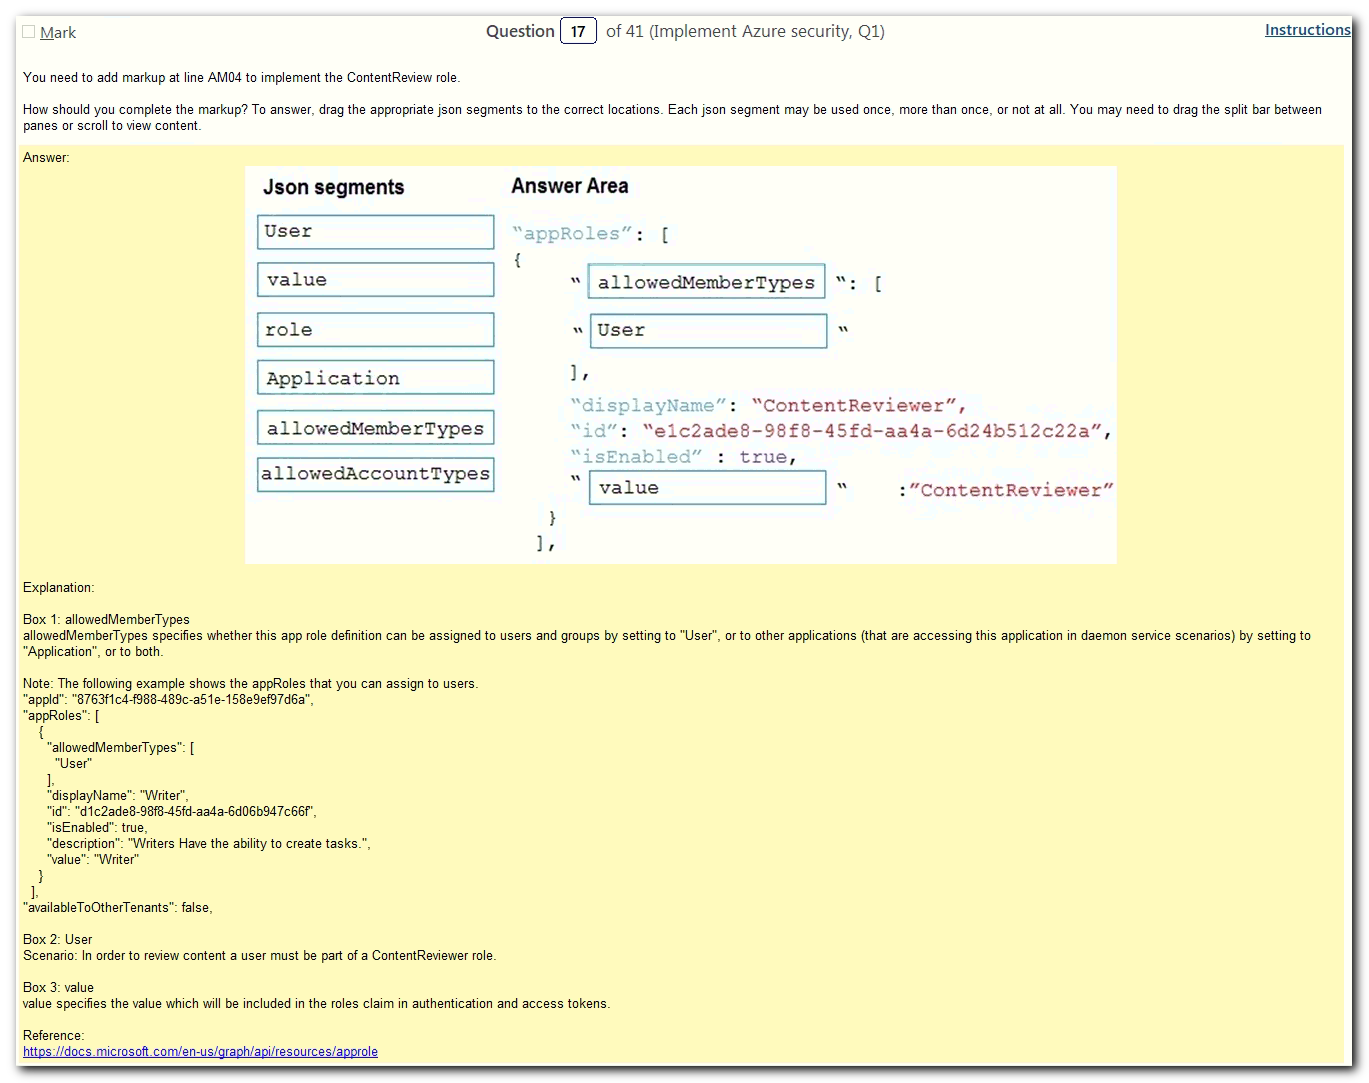 Mark
Question 17 of 41 (Implement Azure security, Q1)
Instructions
You need to add markup at line AM04 to implement the ContentReview role.
How should you complete the markup? To answer, drag the appropriate json segments to the correct locations. Each json segment may be used once, more than once, or not at all. You may need to drag the split bar between
panes or scroll to view content.
Answer:
Json segments
User
value
role
Application
allowedMemberTypes
allowedAccountTypes
Answer Area
"appRoles": [
{
" allowedMemberTypes ": [
" User "
],
"displayName": "ContentReviewer",
"id": "e1c2ade8-98f8-45fd-aa4a-6d24b512c22a",
"isEnabled" : true,
" value " :"ContentReviewer"
}
],
Explanation:
Box 1: allowedMemberTypes
allowedMemberTypes specifies whether this app role definition can be assigned to users and groups by setting to "User", or to other applications (that are accessing this application in daemon service scenarios) by setting to
"Application", or to both.
Note: The following example shows the appRoles that you can assign to users.
"appId": "8763f1c4-f988-489c-a51e-158e9ef97d6a",
"appRoles": [
{
"allowedMemberTypes": [
"User"
],
"displayName": "Writer",
"id": "d1c2ade8-98f8-45fd-aa4a-6d06b947c66f",
"isEnabled": true,
"description": "Writers Have the ability to create tasks.",
"value": "Writer"
}
],
"availableToOtherTenants": false,
Box 2: User
Scenario: In order to review content a user must be part of a ContentReviewer role.
Box 3: value
value specifies the value which will be included in the roles claim in authentication and access tokens.
Reference:
https://docs.microsoft.com/en-us/graph/api/resources/approle